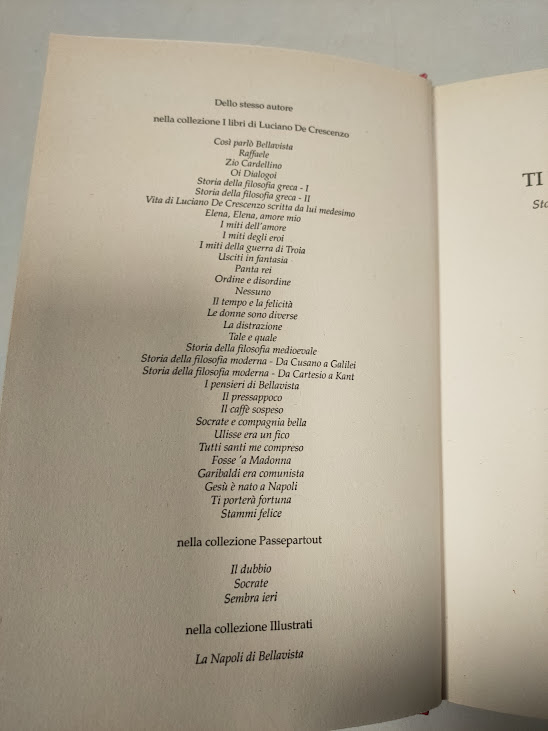 Dello stesso autore
nella collezione I libri di Luciano De Crescenzo
Così parlò Bellavista
Raffaele
Zio Cardellino
Oi Dialogoi
Storia della filosofia greca - I
Storia della filosofia greca - II
Vita di Luciano De Crescenzo scritta da lui medesimo
Elena, Elena, amore mio
I miti dell'amore
I miti degli eroi
I miti della guerra di Troia
Usciti in fantasia
Panta rei
Ordine e disordine
Nessuno
Il tempo e la felicità
Le donne sono diverse
La distrazione
Tale e quale
Storia della filosofia medioevale
Storia della filosofia moderna - Da Cusano a Galilei
Storia della filosofia moderna - Da Cartesio a Kant
I pensieri di Bellavista
Il pressappoco
Il caffè sospeso
Socrate e compagnia bella
Ulisse era un fico
Tutti santi me compreso
Fosse 'a Madonna
Garibaldi era comunista
Gesù è nato a Napoli
Ti porterà fortuna
Stammi felice
nella collezione Passepartout
Il dubbio
Socrate
Sembra ieri
nella collezione Illustrati
La Napoli di Bellavista
TI